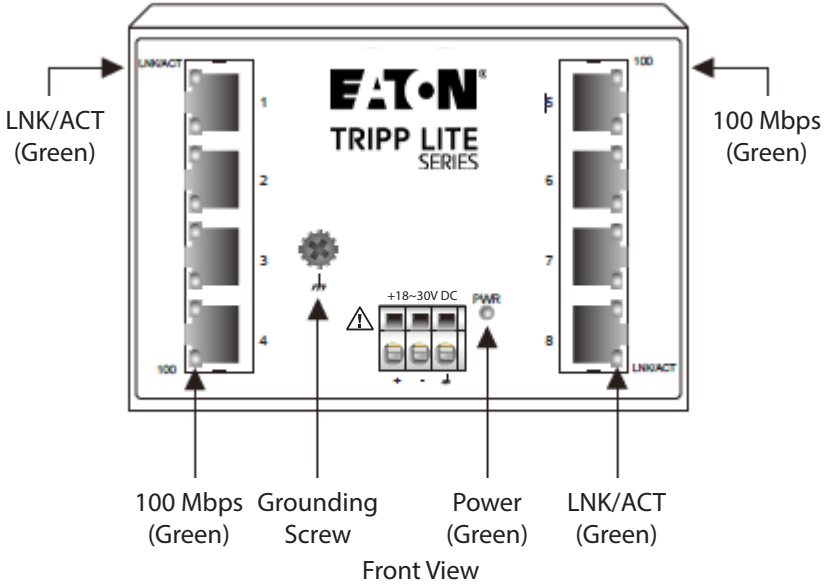 LNK/ACT
(Green)
LNK/ACT
1
2
3
4
100
EATON®
TRIPP LITE
SERIES
+18~30V DC
PWR
+ -
100
5
6
7
8
LNK/ACT
100 Mbps
(Green)
100 Mbps
(Green)
Grounding
Screw
Power
(Green)
LNK/ACT
(Green)
Front View